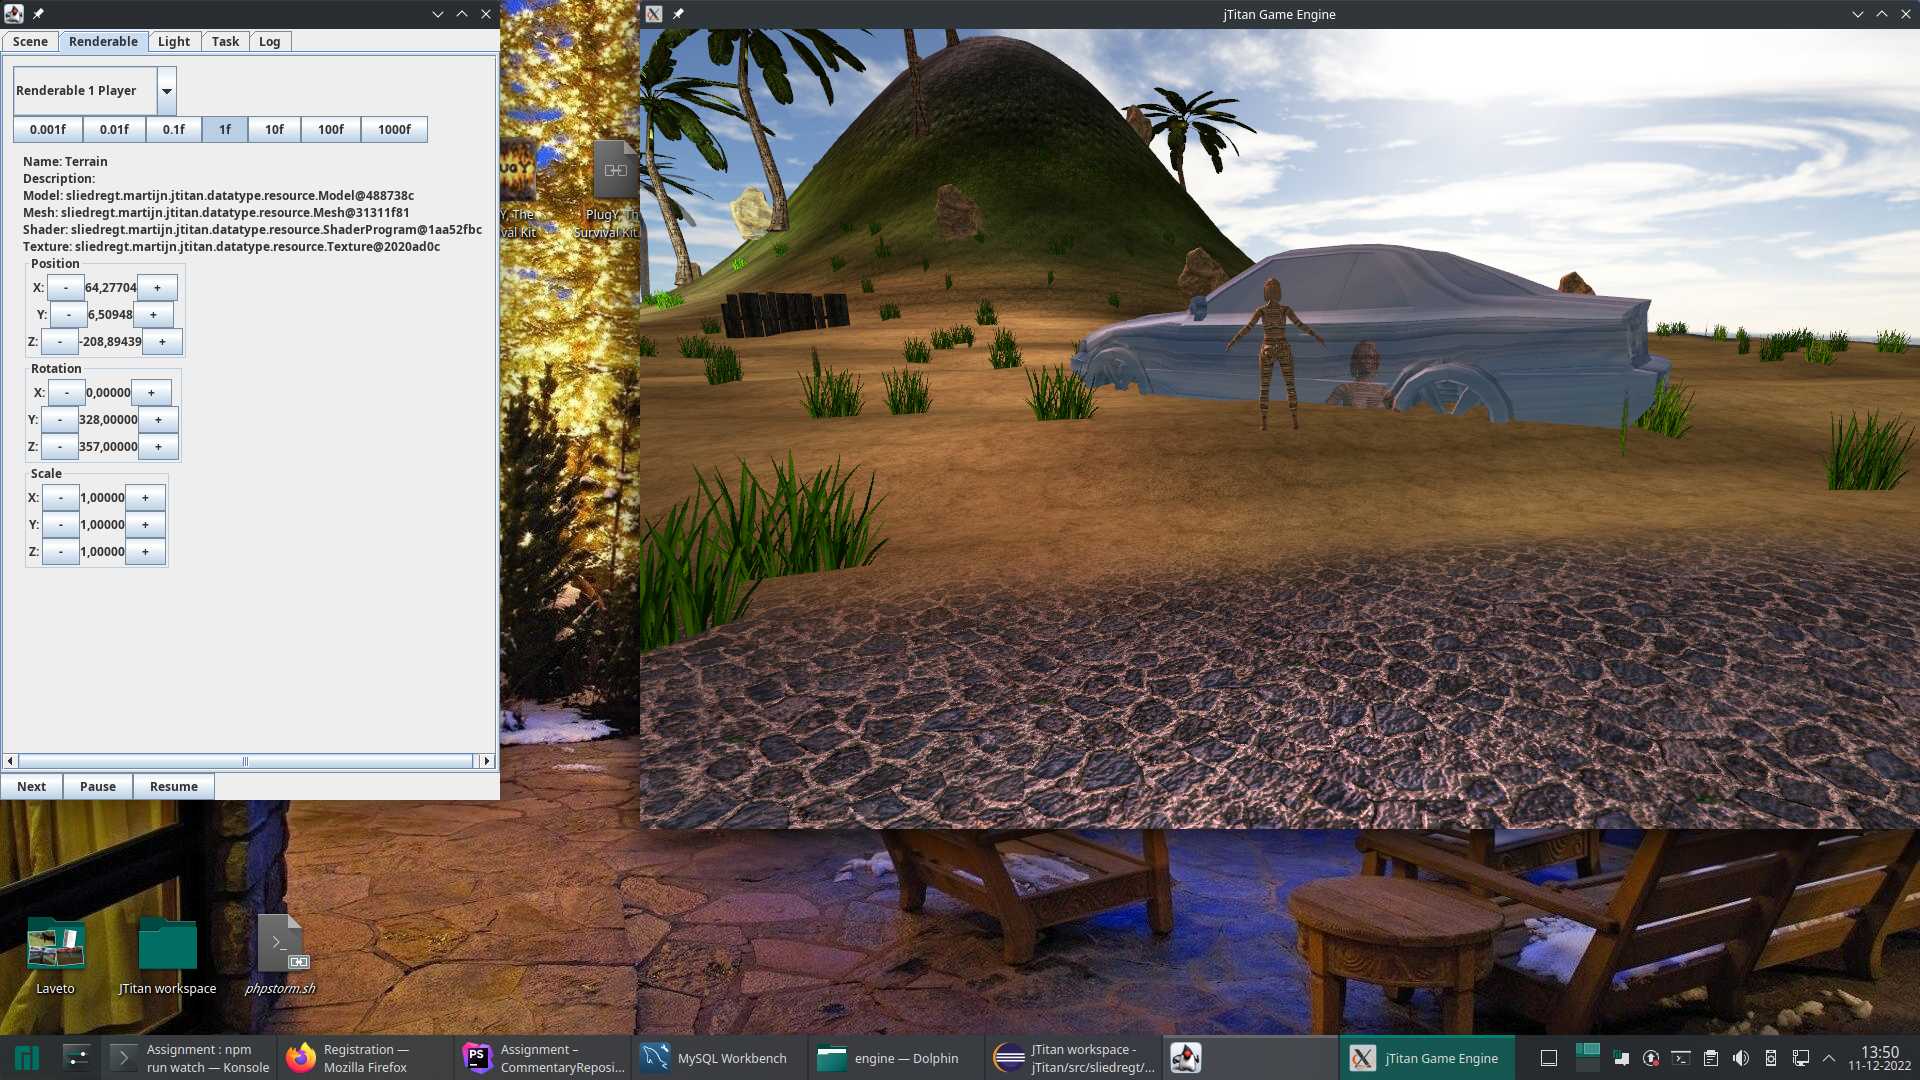 jTitan Game Engine
Scene Renderable Light Task Log
Renderable 1 Player
0.001f 0.01f 0.1f 1f 10f 100f 1000f
Name: Terrain
Description:
Model: sliedregt.martijn.jtitan.datatype.resource.Model@488738c
Mesh: sliedregt.martijn.jtitan.datatype.resource.Mesh@31311f81
Shader: sliedregt.martijn.jtitan.datatype.resource.ShaderProgram@1aa52fbc
Texture: sliedregt.martijn.jtitan.datatype.resource.Texture@2020ad0c
Position
X: - 64,27704 +
Y: - 6,50948 +
Z: - -208,89439 +
Rotation
X: - 0,00000 +
Y: - 328,00000 +
Z: - 357,00000 +
Scale
X: - 1,00000 +
Y: - 1,00000 +
Z: - 1,00000 +
Next Pause Resume
Y, The
val Kit
PlugY, Th
Survival Kit
Laveto
JTitan workspace
phpstorm.sh
Assignment : npm
run watch — Konsole
Registration —
Mozilla Firefox
PS
Assignment –
CommentaryReposi...
MySQL Workbench
engine — Dolphin
JTitan workspace -
jTitan/src/sliedregt/...
jTitan Game Engine
13:50
11-12-2022